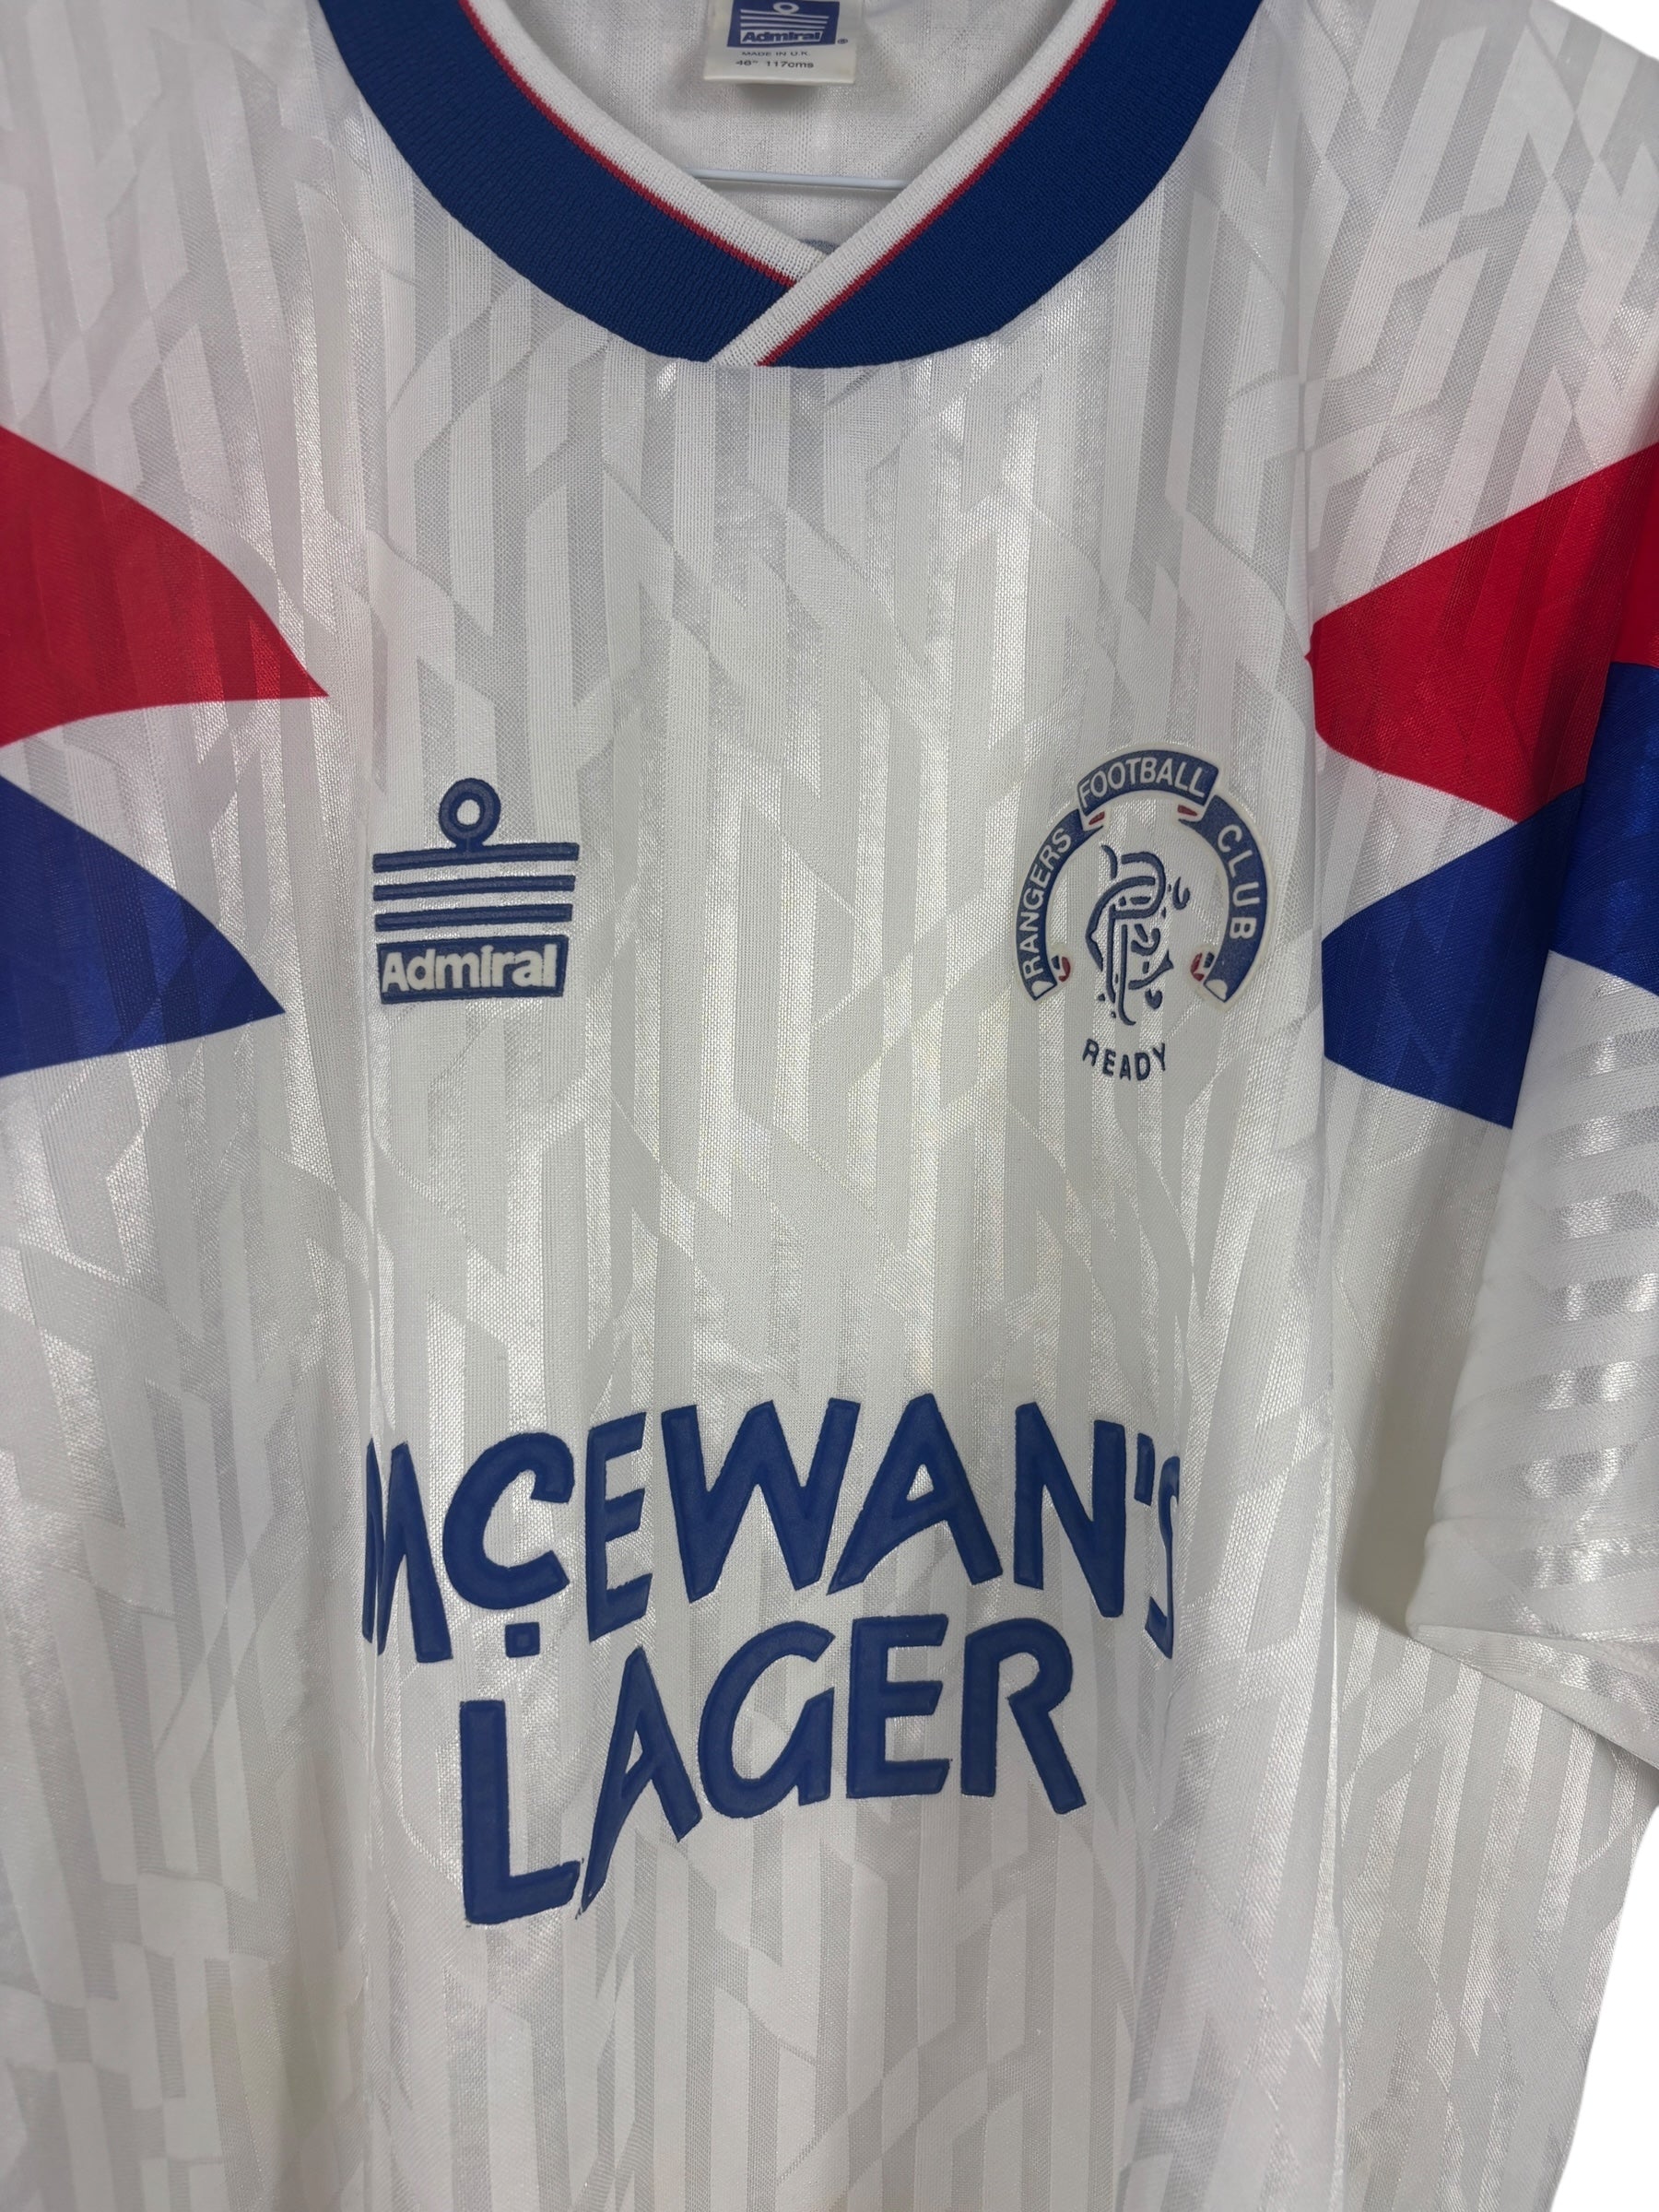 Admiral®
MADE IN U.K.
46" 117cms
Admiral
RANGERS FOOTBALL CLUB
READY
McEWAN'S
LAGER